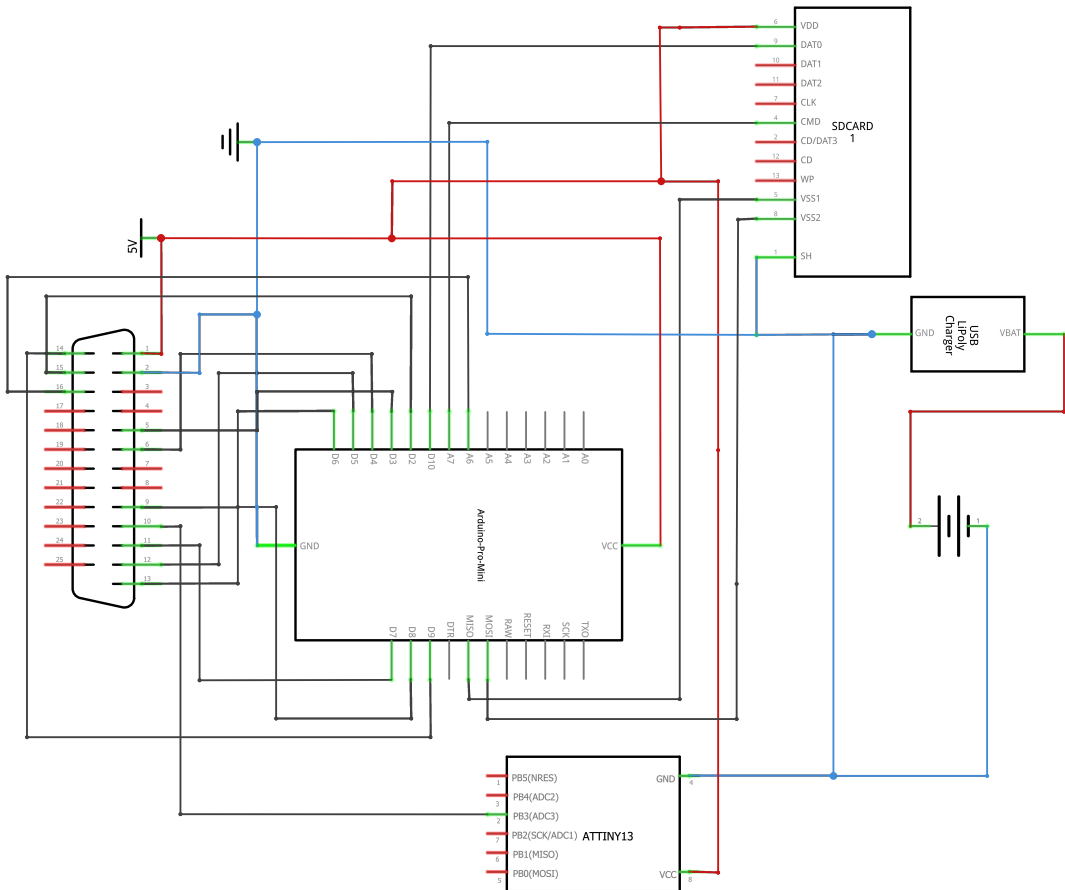 6 VDD
9 DAT0
10 DAT1
11 DAT2
7 CLK
4 CMD
SDCARD
1
2 CD/DAT3
12 CD
13 WP
5 VSS1
8 VSS2
1 SH
5V
GND
USB
LiPoly
Charger
VBAT
14 1
15 2
16 3
17 4
18 5
19 6
20 7
21 8
22 9
23 10
24 11
25 12
13
D6 D5 D4 D3 D2 D10 A7 A6 A5 A4 A3 A2 A1 A0
GND
Arduino-Pro-Mini
VCC
2 1
D7 D8 D9 DTR MISO MOSI RAW RESET RXI SCK TXO
PB5(NRES)
1
GND
4
PB4(ADC2)
3
PB3(ADC3)
2
PB2(SCK/ADC1)
7
ATTINY13
PB1(MISO)
6
PB0(MOSI)
5
VCC
8